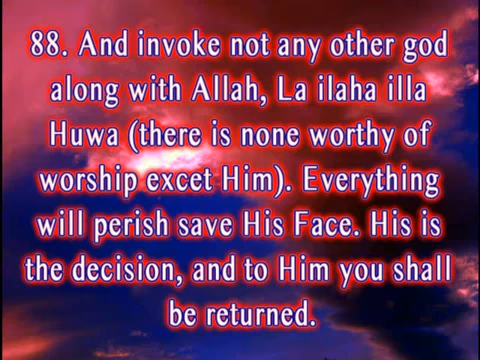 88. And invoke not any other god
along with Allah, La ilaha illa
Huwa (there is none worthy of
worship excet Him). Everything
will perish save His Face. His is
the decision, and to Him you shall
be returned.